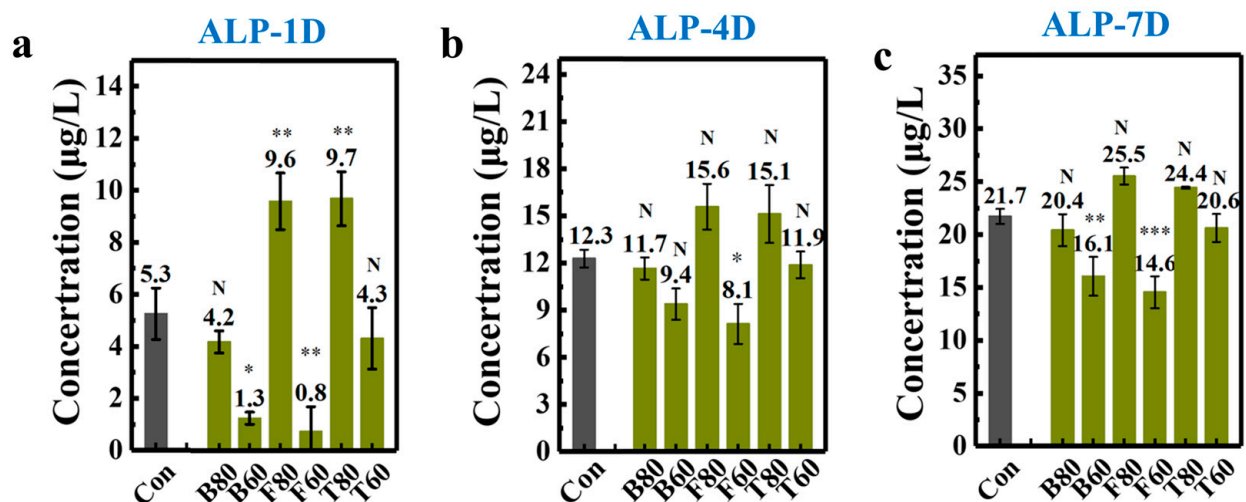 a
ALP-1D
Concertration (µg/L)
14
12
10
8
6
4
2
0
5.3
N
4.2
*
1.3
**
9.6
**
0.8
**
9.7
N
4.3
Con
B80
B60
F80
F60
T80
T60
b
ALP-4D
Concertration (µg/L)
24
21
18
15
12
9
6
3
0
12.3
N
11.7
N
9.4
N
15.6
*
8.1
N
15.1
N
11.9
Con
B80
B60
F80
F60
T80
T60
c
ALP-7D
Concertration (µg/L
35
30
25
20
15
10
5
0
21.7
N
20.4
**
16.1
N
25.5
***
14.6
N
24.4
N
20.6
Con
B80
B60
F80
F60
T80
T60